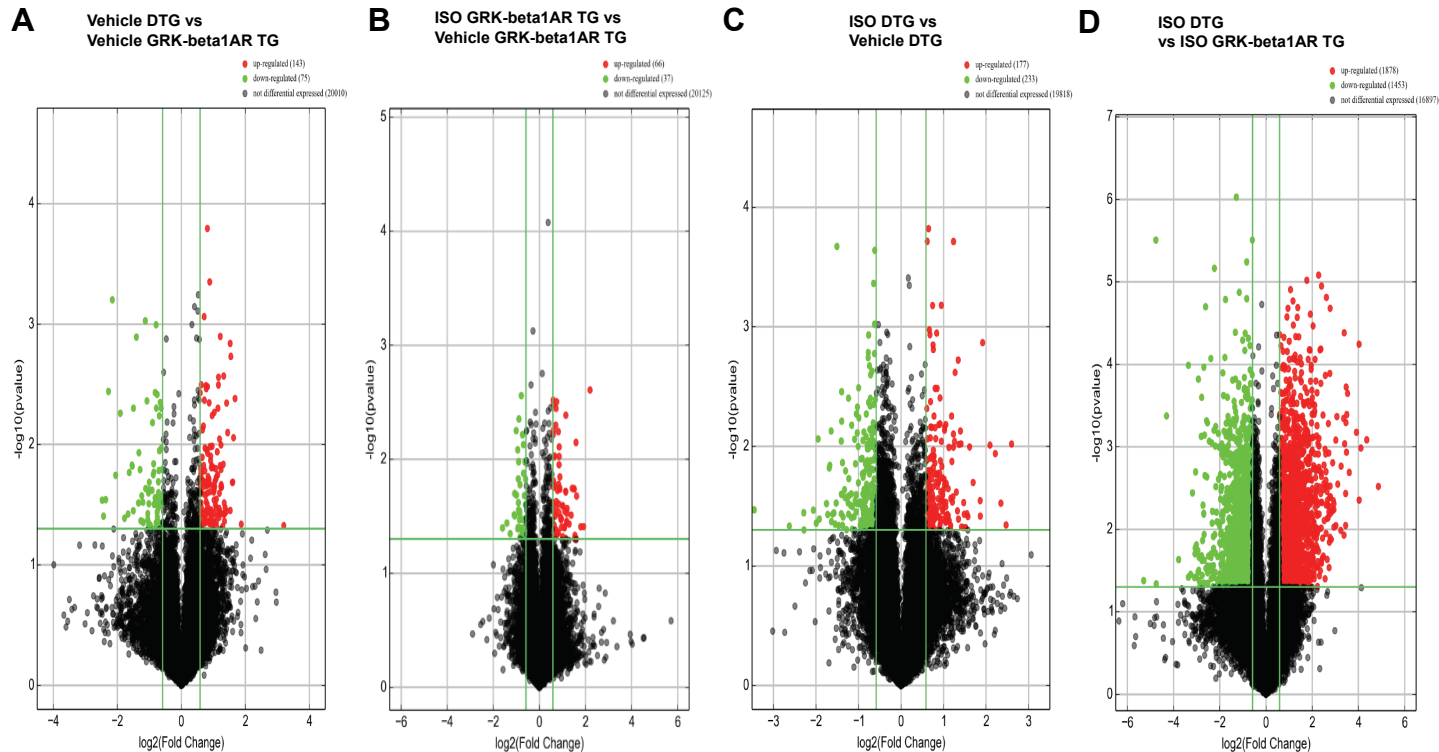 A
Vehicle DTG vs
Vehicle GRK-beta1AR TG
up-regulated (143)
down-regulated (75)
not differential expressed (20010)
-log10(pvalue)
4
3
2
1
0
−4
−2
0
2
4
log2(Fold Change)
B
ISO GRK-beta1AR TG vs
Vehicle GRK-beta1AR TG
up-regulated (66)
down-regulated (37)
not differential expressed (20125)
-log10(pvalue)
5
4
3
2
1
0
−6
−4
−2
0
2
4
6
log2(Fold Change)
C
ISO DTG vs
Vehicle DTG
up-regulated (177)
down-regulated (233)
not differential expressed (19818)
-log10(pvalue)
4
3
2
1
0
−3
−2
−1
0
1
2
3
log2(Fold Change)
D
ISO DTG
vs ISO GRK-beta1AR TG
up-regulated (1878)
down-regulated (1453)
not differential expressed (16897)
-log10(pvalue)
7
6
5
4
3
2
1
0
−6
−4
−2
0
2
4
6
log2(Fold Change)